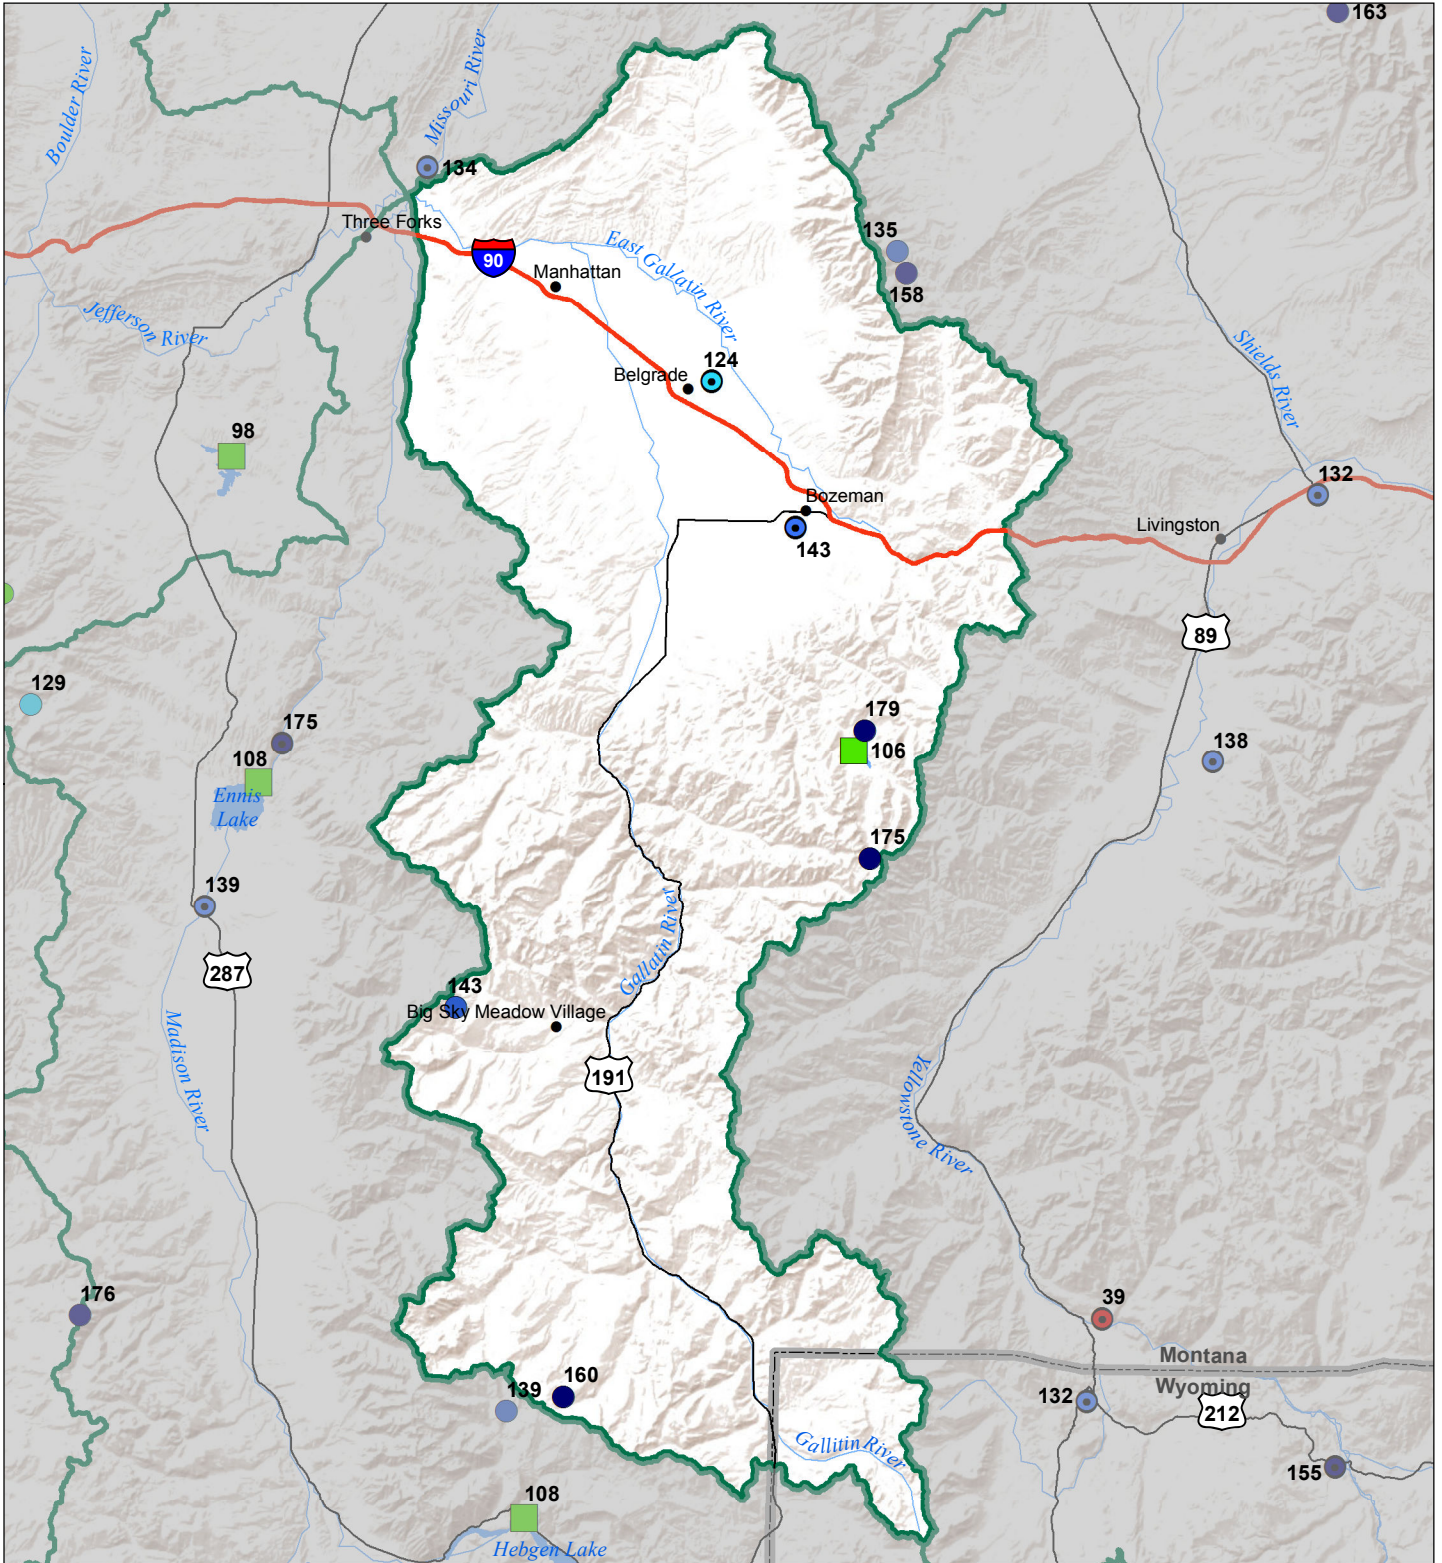 163
Boulder River
Missouri River
134
Three Forks
135
East Gallatin River
90
Manhattan
158
Jefferson River
Shields River
124
Belgrade
98
132
Bozeman
Livingston
143
89
129
179
175
138
106
108
Ennis
Lake
175
139
Gallatin River
287
143
Big Sky Meadow Village
Madison River
191
Yellowstone River
176
39
Montana
Wyoming
139
160
132
212
Gallitin River
155
108
Hebgen Lake